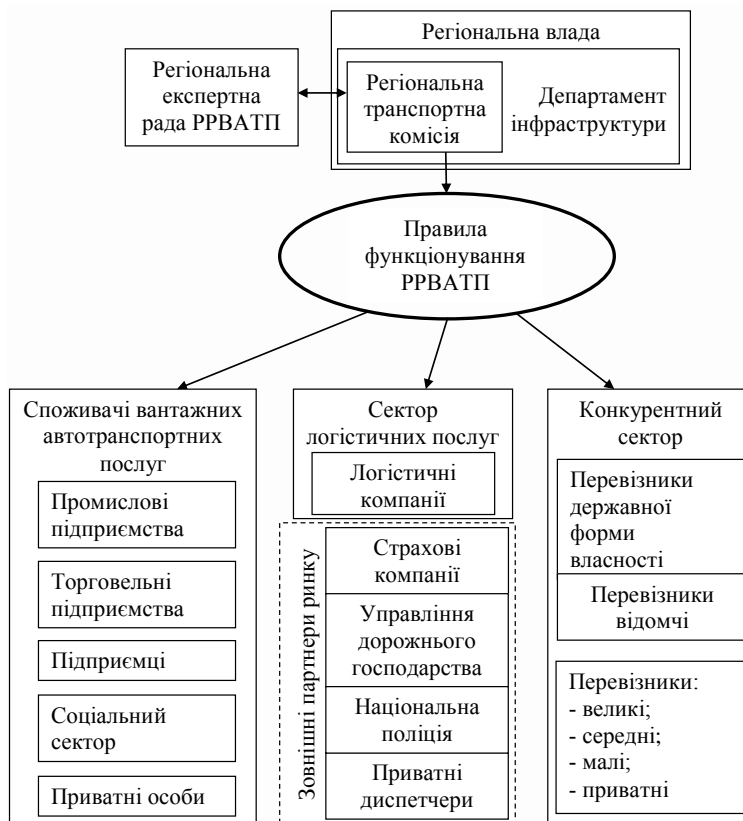 Регіональна влада
Регіональна
експертна
рада РРВАТП
Регіональна
транспортна
комісія
Департамент
інфраструктури
Правила
функціонування
РРВАТП
Споживачі вантажних
автотранспортних
послуг
Промислові
підприємства
Торговельні
підприємства
Підприємці
Соціальний
сектор
Приватні особи
Сектор
логістичних послуг
Логістичні
компанії
Зовнішні партнери ринку
Страхові
компанії
Управління
дорожнього
господарства
Національна
поліція
Приватні
диспетчери
Конкурентний
сектор
Перевізники
державної
форми
власності
Перевізники
відомчі
Перевізники:
- великі;
- середні;
- малі;
- приватні